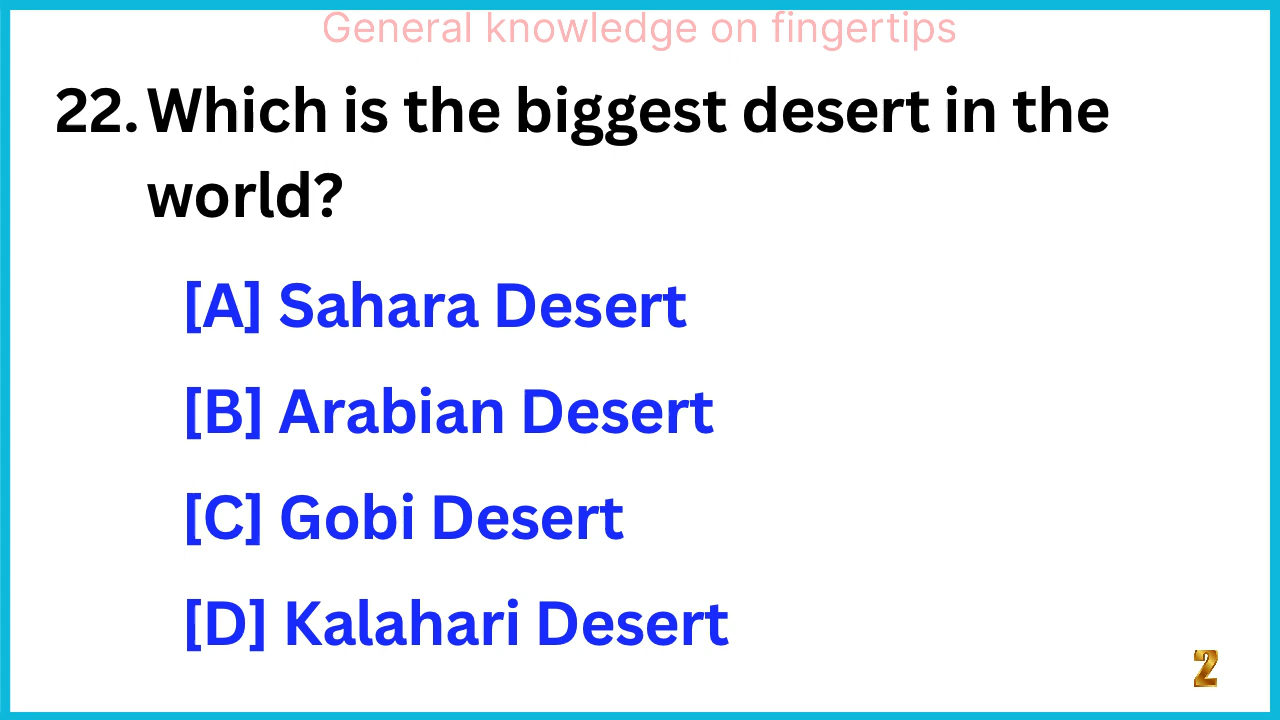 General knowledge on fingertips
22. Which is the biggest desert in the
world?
[A] Sahara Desert
[B] Arabian Desert
[C] Gobi Desert
[D] Kalahari Desert
2